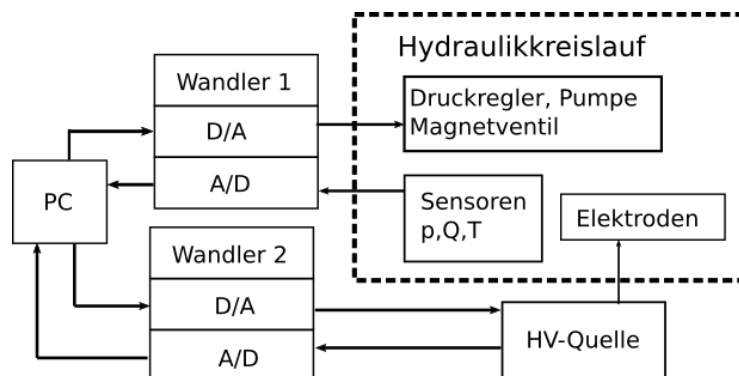 Hydraulikkreislauf
Wandler 1
D/A
A/D
Druckregler, Pumpe
Magnetventil
PC
Sensoren
p,Q,T
Elektroden
Wandler 2
D/A
A/D
HV-Quelle